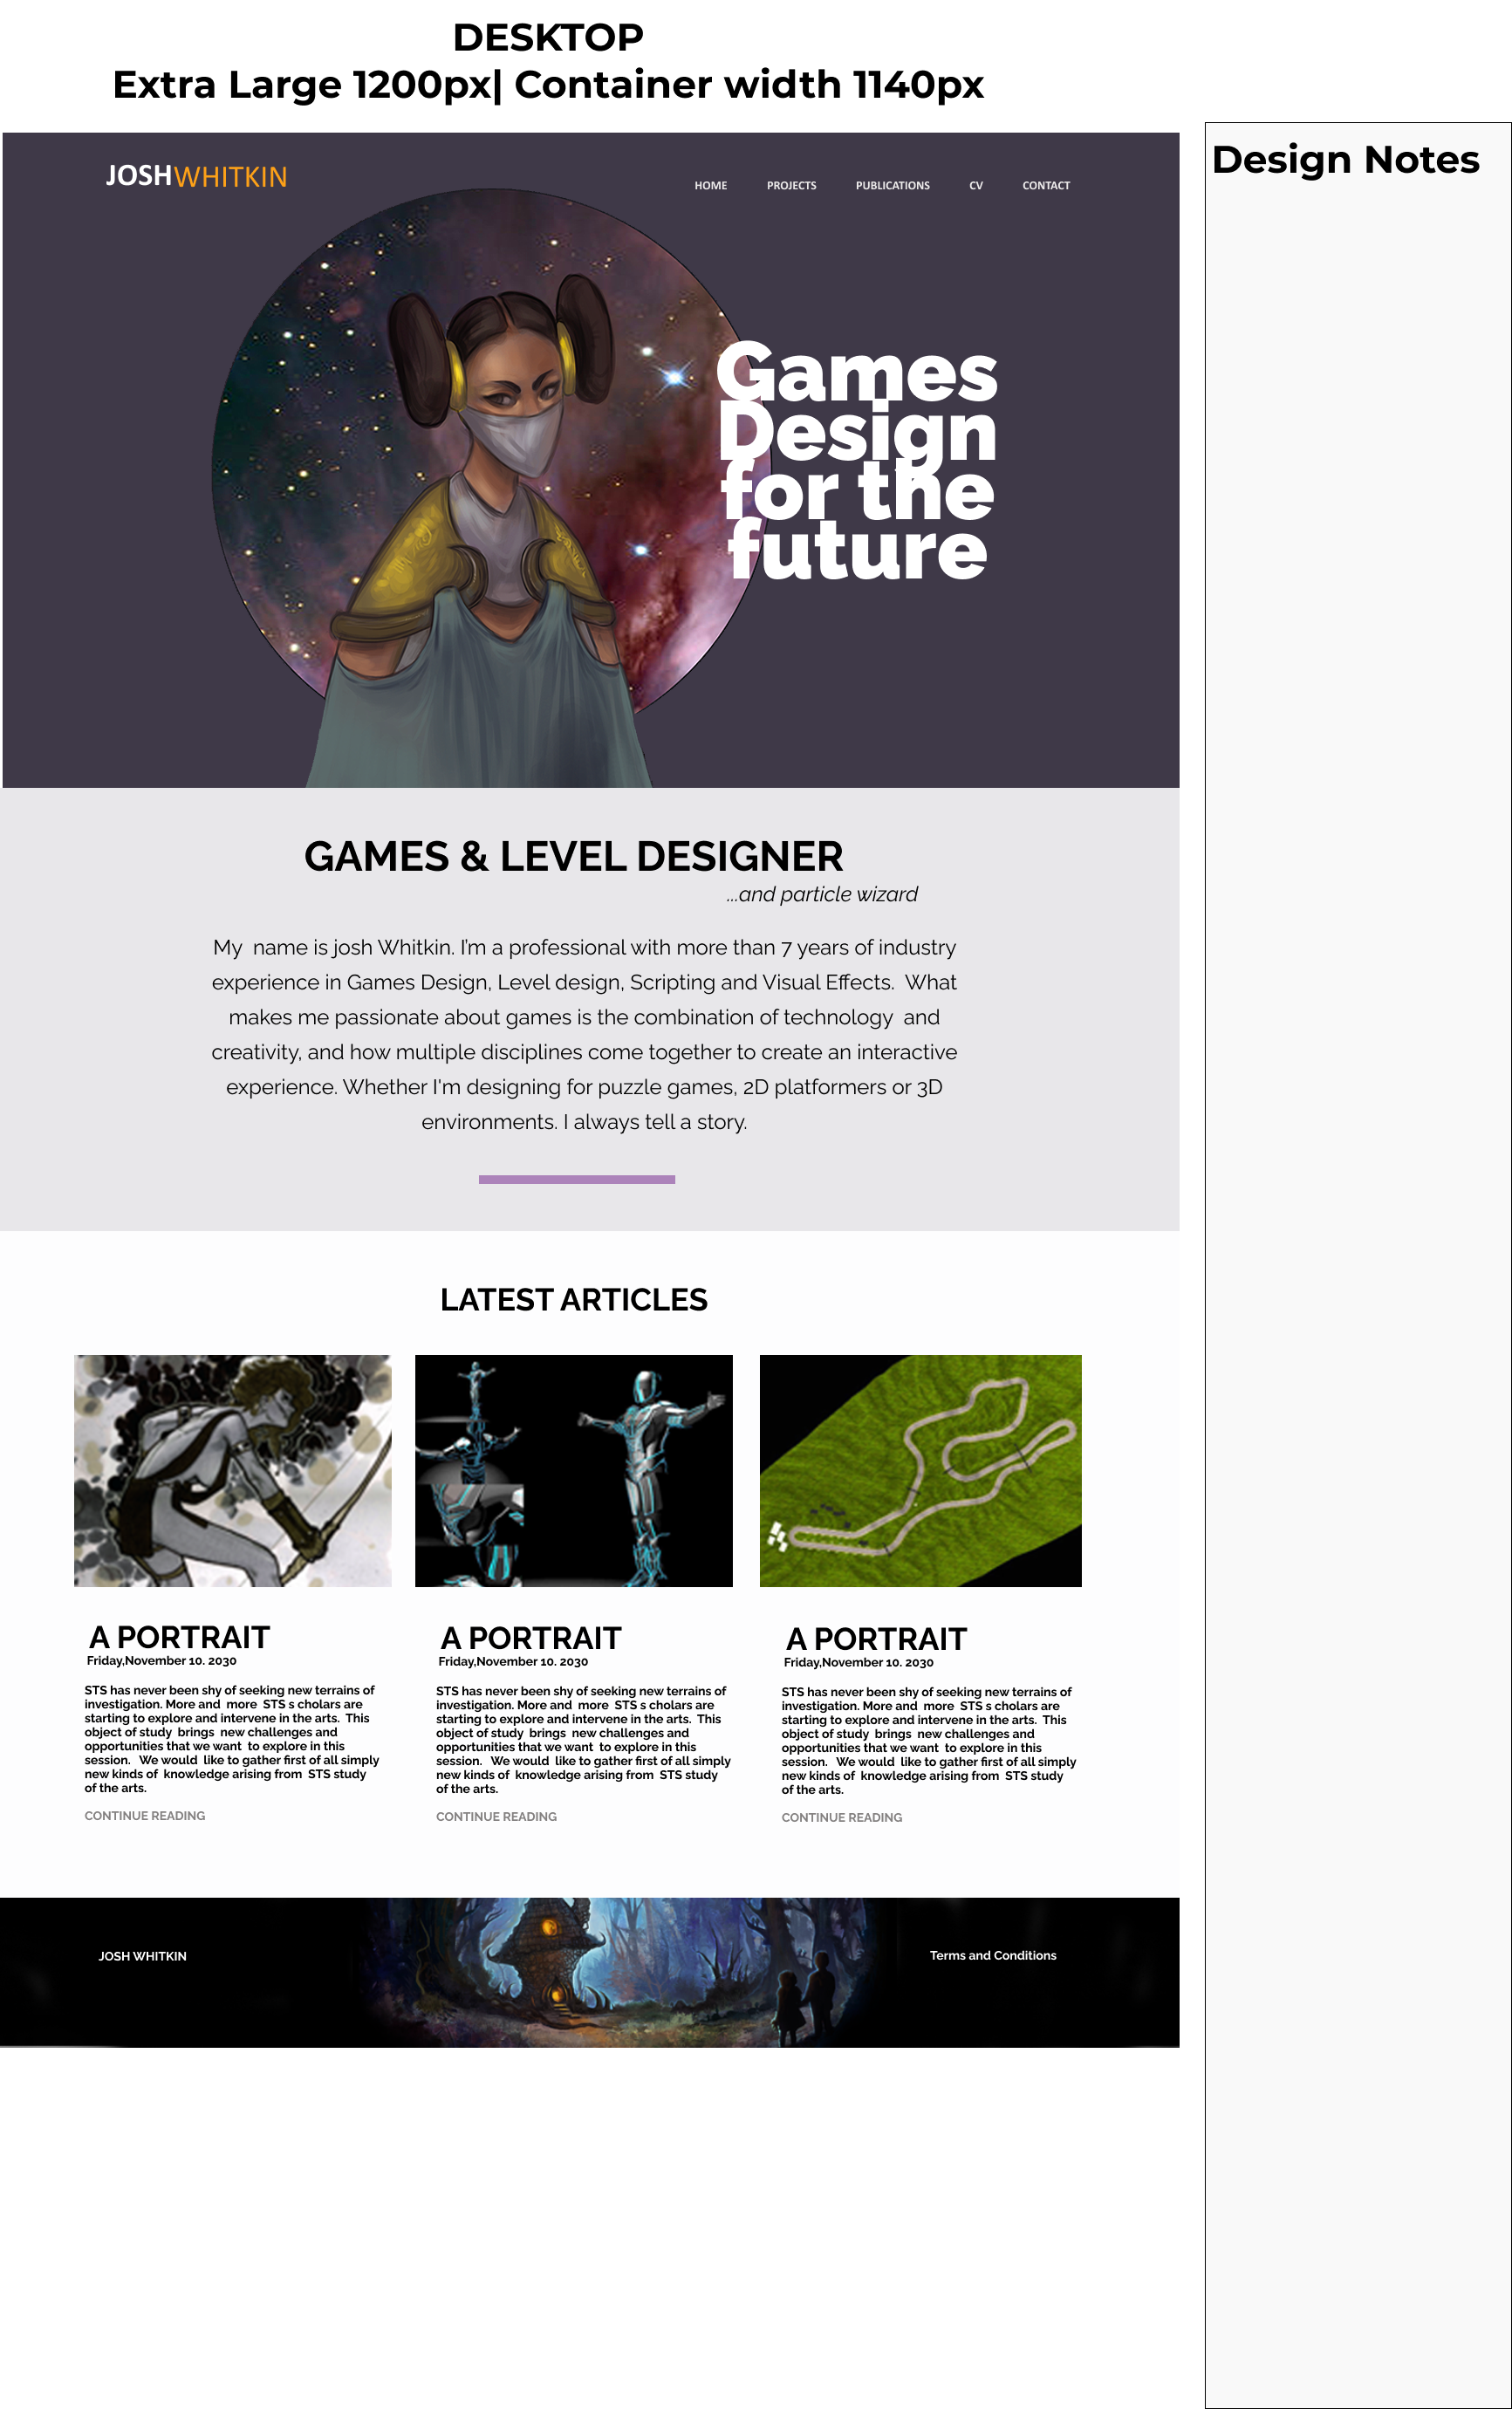 DESKTOP
Extra Large 1200px| Container width 1140px
Design Notes
JOSHWHITKIN
HOME PROJECTS PUBLICATIONS CV CONTACT
Games
Design
for the
future
GAMES & LEVEL DESIGNER
...and particle wizard
My name is josh Whitkin. I'm a professional with more than 7 years of industry
experience in Games Design, Level design, Scripting and Visual Effects. What
makes me passionate about games is the combination of technology and
creativity, and how multiple disciplines come together to create an interactive
experience. Whether I'm designing for puzzle games, 2D platformers or 3D
environments. I always tell a story.
LATEST ARTICLES
A PORTRAIT
Friday,November 10. 2030
STS has never been shy of seeking new terrains of
investigation. More and more STS s cholars are
starting to explore and intervene in the arts. This
object of study brings new challenges and
opportunities that we want to explore in this
session. We would like to gather first of all simply
new kinds of knowledge arising from STS study
of the arts.
CONTINUE READING
A PORTRAIT
Friday,November 10. 2030
STS has never been shy of seeking new terrains of
investigation. More and more STS s cholars are
starting to explore and intervene in the arts. This
object of study brings new challenges and
opportunities that we want to explore in this
session. We would like to gather first of all simply
new kinds of knowledge arising from STS study
of the arts.
CONTINUE READING
A PORTRAIT
Friday,November 10. 2030
STS has never been shy of seeking new terrains of
investigation. More and more STS s cholars are
starting to explore and intervene in the arts. This
object of study brings new challenges and
opportunities that we want to explore in this
session. We would like to gather first of all simply
new kinds of knowledge arising from STS study
of the arts.
CONTINUE READING
JOSH WHITKIN
Terms and Conditions